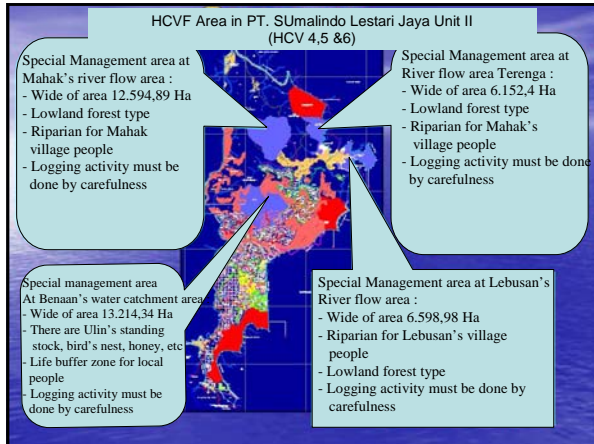 HCVF Area in PT. SUmalindo Lestari Jaya Unit II
(HCV 4,5 &6)
Special Management area at
Mahak's river flow area :
- Wide of area 12.594,89 Ha
- Lowland forest type
- Riparian for Mahak
village people
- Logging activity must be
done by carefulness
Special Management area at
River flow area Terenga :
- Wide of area 6.152,4 Ha
- Lowland forest type
- Riparian for Mahak's
village people
- Logging activity must be done
by carefulness
Special management area
At Benaan's water catchment area
- Wide of area 13.214,34 Ha
- There are Ulin's standing
stock, bird's nest, honey, etc
- Life buffer zone for local
people
- Logging activity must be
done by carefulness
Special Management area at Lebusan's
River flow area :
- Wide of area 6.598,98 Ha
- Riparian for Lebusan's village
people
- Lowland forest type
- Logging activity must be done by
carefulness